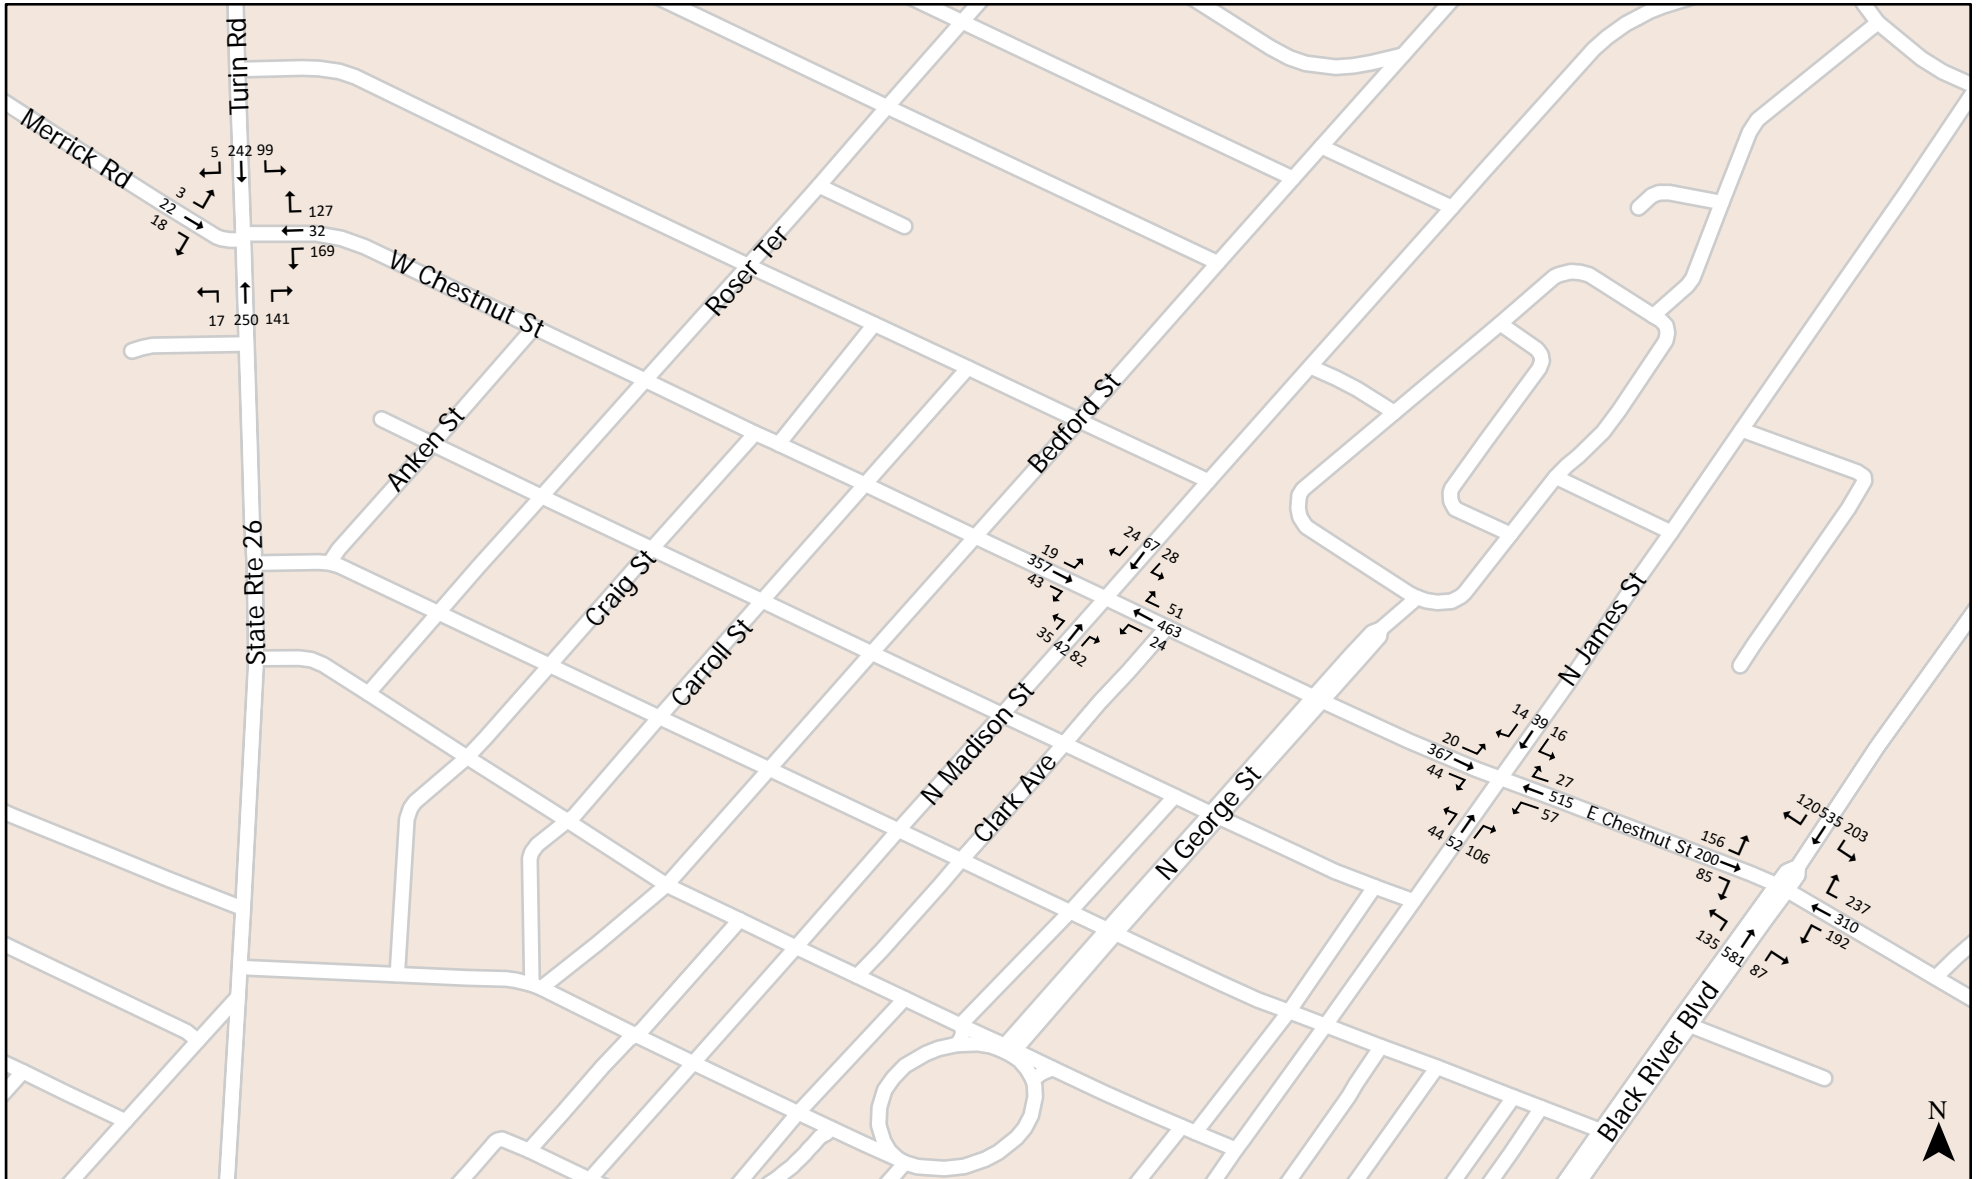 Turin Rd
Merrick Rd
5 242 99
3
22
18
127
32
169
17 250 141
W Chestnut St
Roser Ter
Anken St
Bedford St
State Rte 26
Craig St
Carroll St
19
357
43
24 67 28
51
463
24
35 42 82
N Madison St
Clark Ave
N George St
N James St
20
367
44
14 39 16
27
515
57
44 52 106
E Chestnut St
156
200
85
120 535 203
237
310
192
135 581 87
Black River Blvd
N